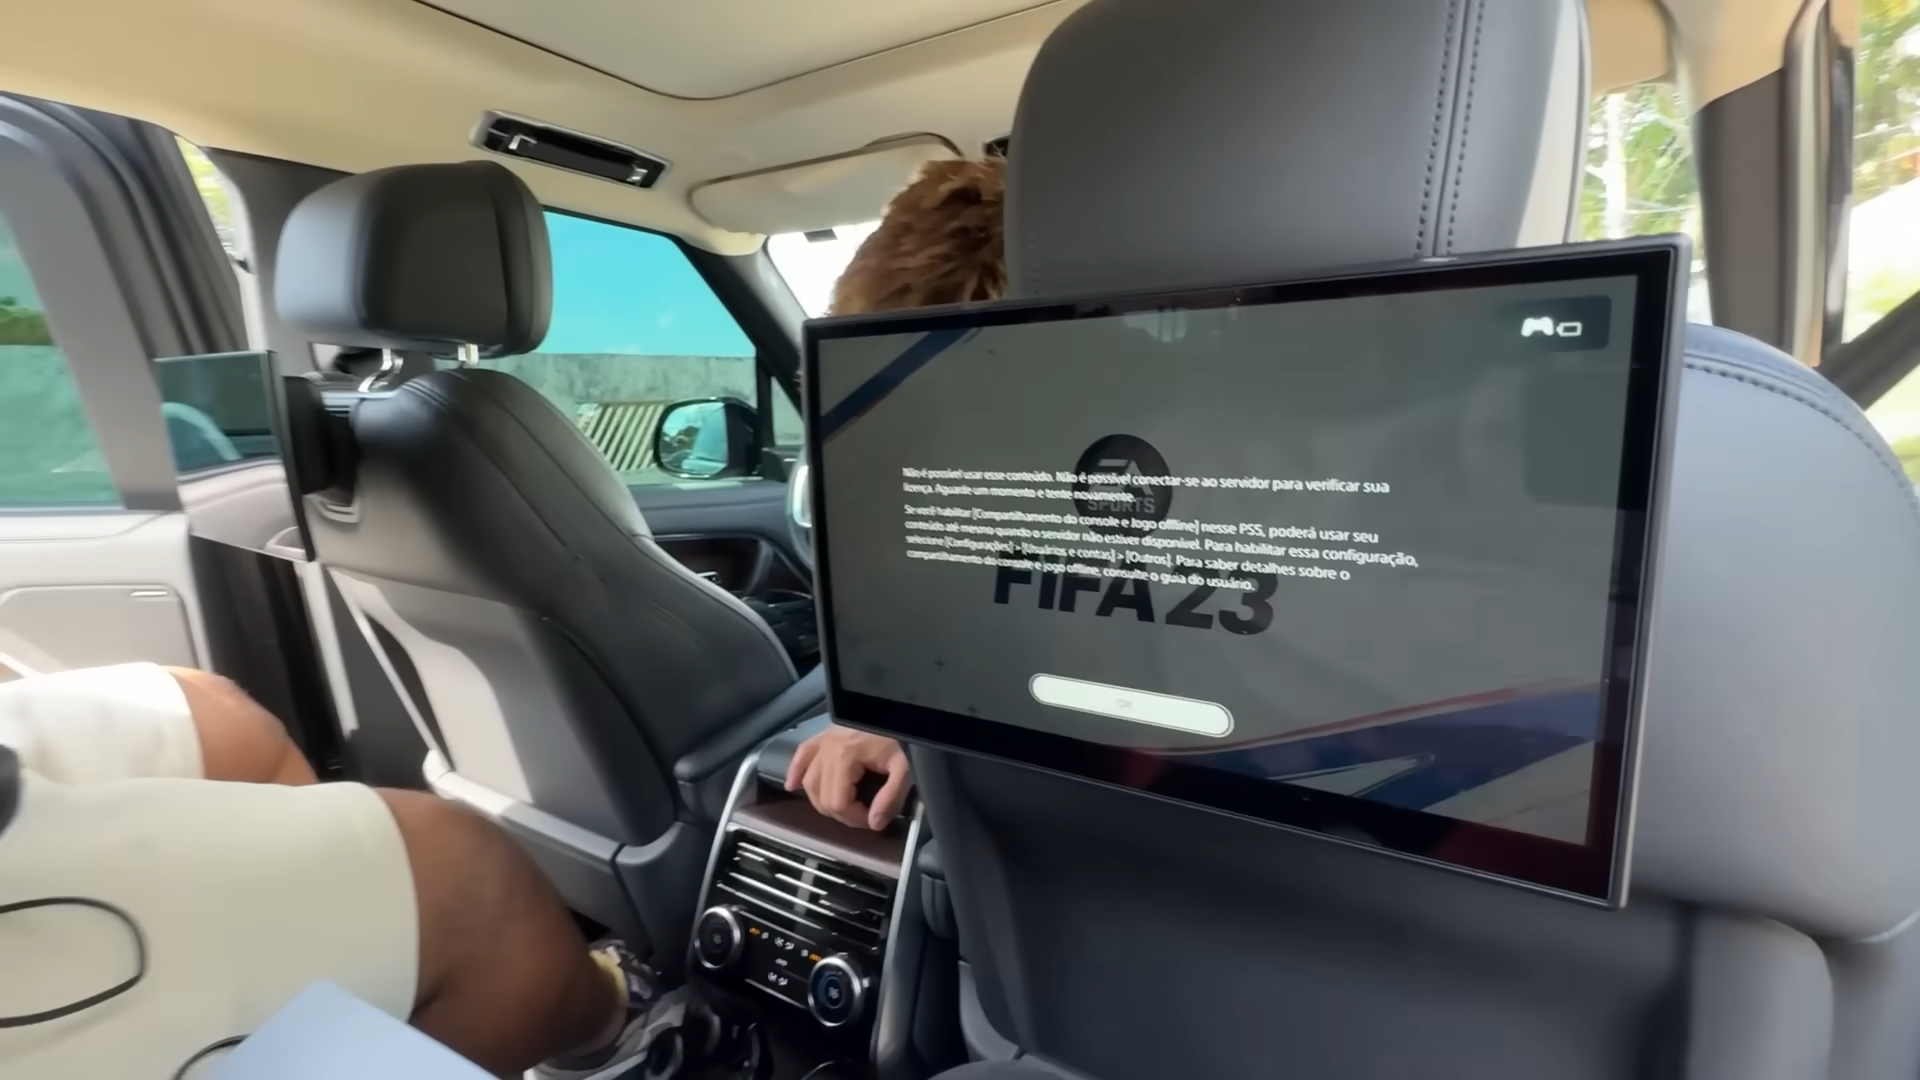 Não é possível usar esse conteúdo. Não é possível conectar-se ao servidor para verificar sua
licença. Aguarde um momento e tente novamente.
EA
SPORTS
Se você habilitar [Compartilhamento do console e Jogo offline] nesse PS5, poderá usar seu
conteúdo até mesmo quando o servidor não estiver disponível. Para habilitar essa configuração,
selecione [Configurações] > [Usuários e contas] > [Outros]. Para saber detalhes sobre o
compartilhamento do console e jogo offline, consulte o guia do usuário.
FIFA 23
OK